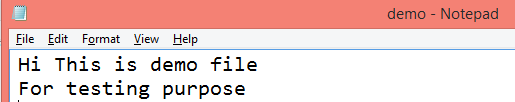 demo - Notepad
File Edit Format View Help
Hi This is demo file
For testing purpose